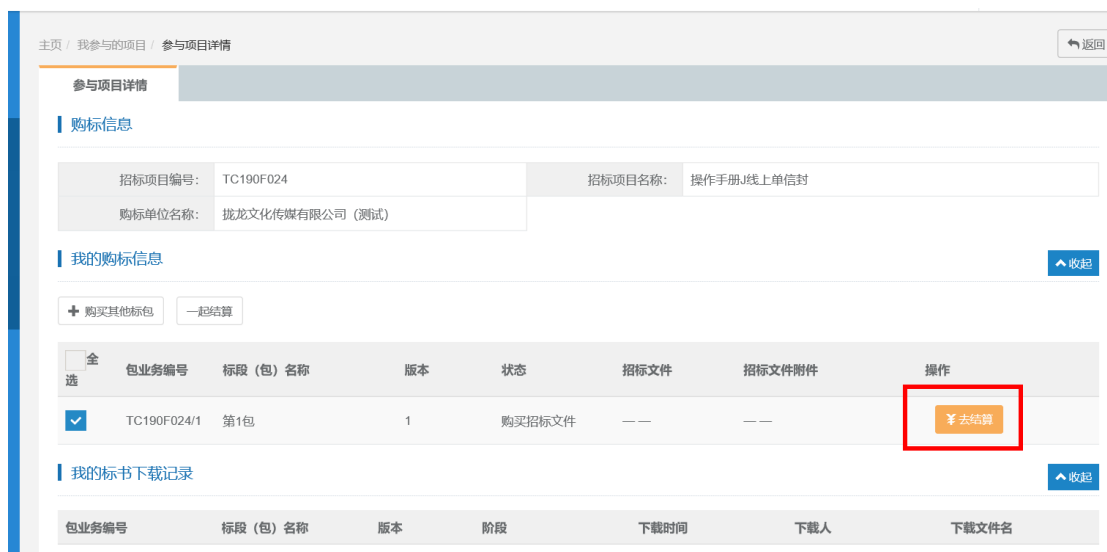 主页 / 我参与的项目 / 参与项目详情 返回
参与项目详情
购标信息
招标项目编号： TC190F024 招标项目名称： 操作手册J线上单信封
购标单位名称： 拢龙文化传媒有限公司（测试）
我的购标信息 收起
购买其他标包 一起结算
全选 包业务编号 标段（包）名称 版本 状态 招标文件 招标文件附件 操作
TC190F024/1 第1包 1 购买招标文件 — — — — ¥去结算
我的标书下载记录 收起
包业务编号 标段（包）名称 版本 阶段 下载时间 下载人 下载文件名